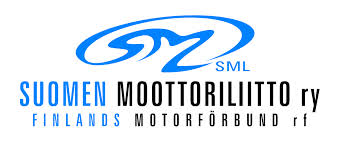 SML
SUOMEN MOOTTORILIITTO ry
FINLANDS MOTORFÖRBUND rf